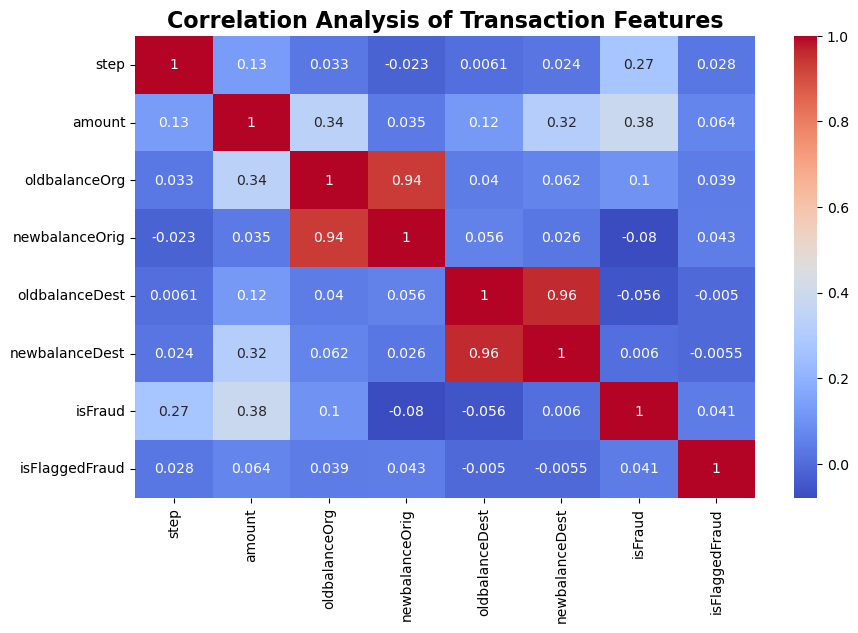 Correlation Analysis of Transaction Features
step 1 0.13 0.033 -0.023 0.0061 0.024 0.27 0.028
amount 0.13 1 0.34 0.035 0.12 0.32 0.38 0.064
oldbalanceOrg 0.033 0.34 1 0.94 0.04 0.062 0.1 0.039
newbalanceOrig -0.023 0.035 0.94 1 0.056 0.026 -0.08 0.043
oldbalanceDest 0.0061 0.12 0.04 0.056 1 0.96 -0.056 -0.005
newbalanceDest 0.024 0.32 0.062 0.026 0.96 1 0.006 -0.0055
isFraud 0.27 0.38 0.1 -0.08 -0.056 0.006 1 0.041
isFlaggedFraud 0.028 0.064 0.039 0.043 -0.005 -0.0055 0.041 1
step amount oldbalanceOrg newbalanceOrig oldbalanceDest newbalanceDest isFraud isFlaggedFraud
1.0
0.8
0.6
0.4
0.2
0.0